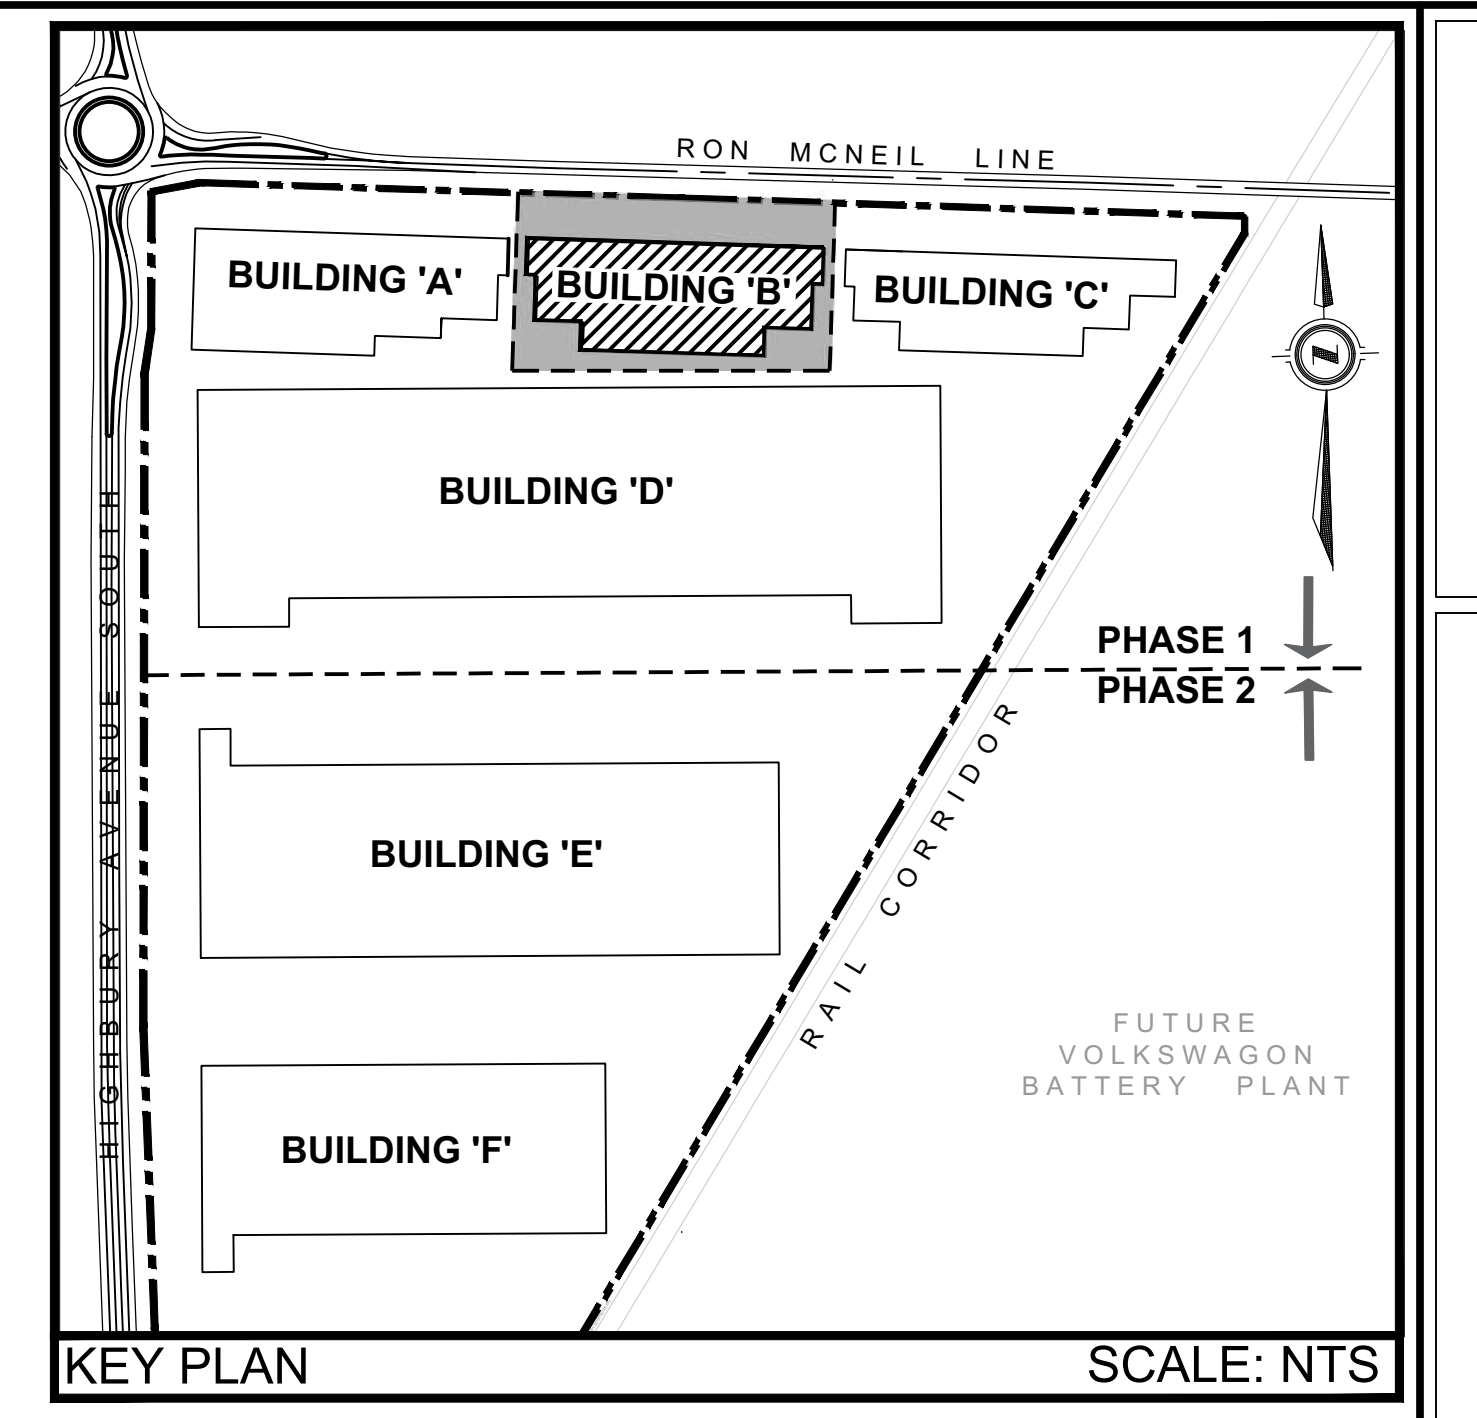 RON MCNEIL LINE
BUILDING 'A'
BUILDING 'B'
BUILDING 'C'
Z
BUILDING 'D'
HIGHBURY AVENUE SOUTH
PHASE 1
PHASE 2
RAIL CORRIDOR
BUILDING 'E'
FUTURE
VOLKSWAGON
BATTERY PLANT
BUILDING 'F'
KEY PLAN
SCALE: NTS